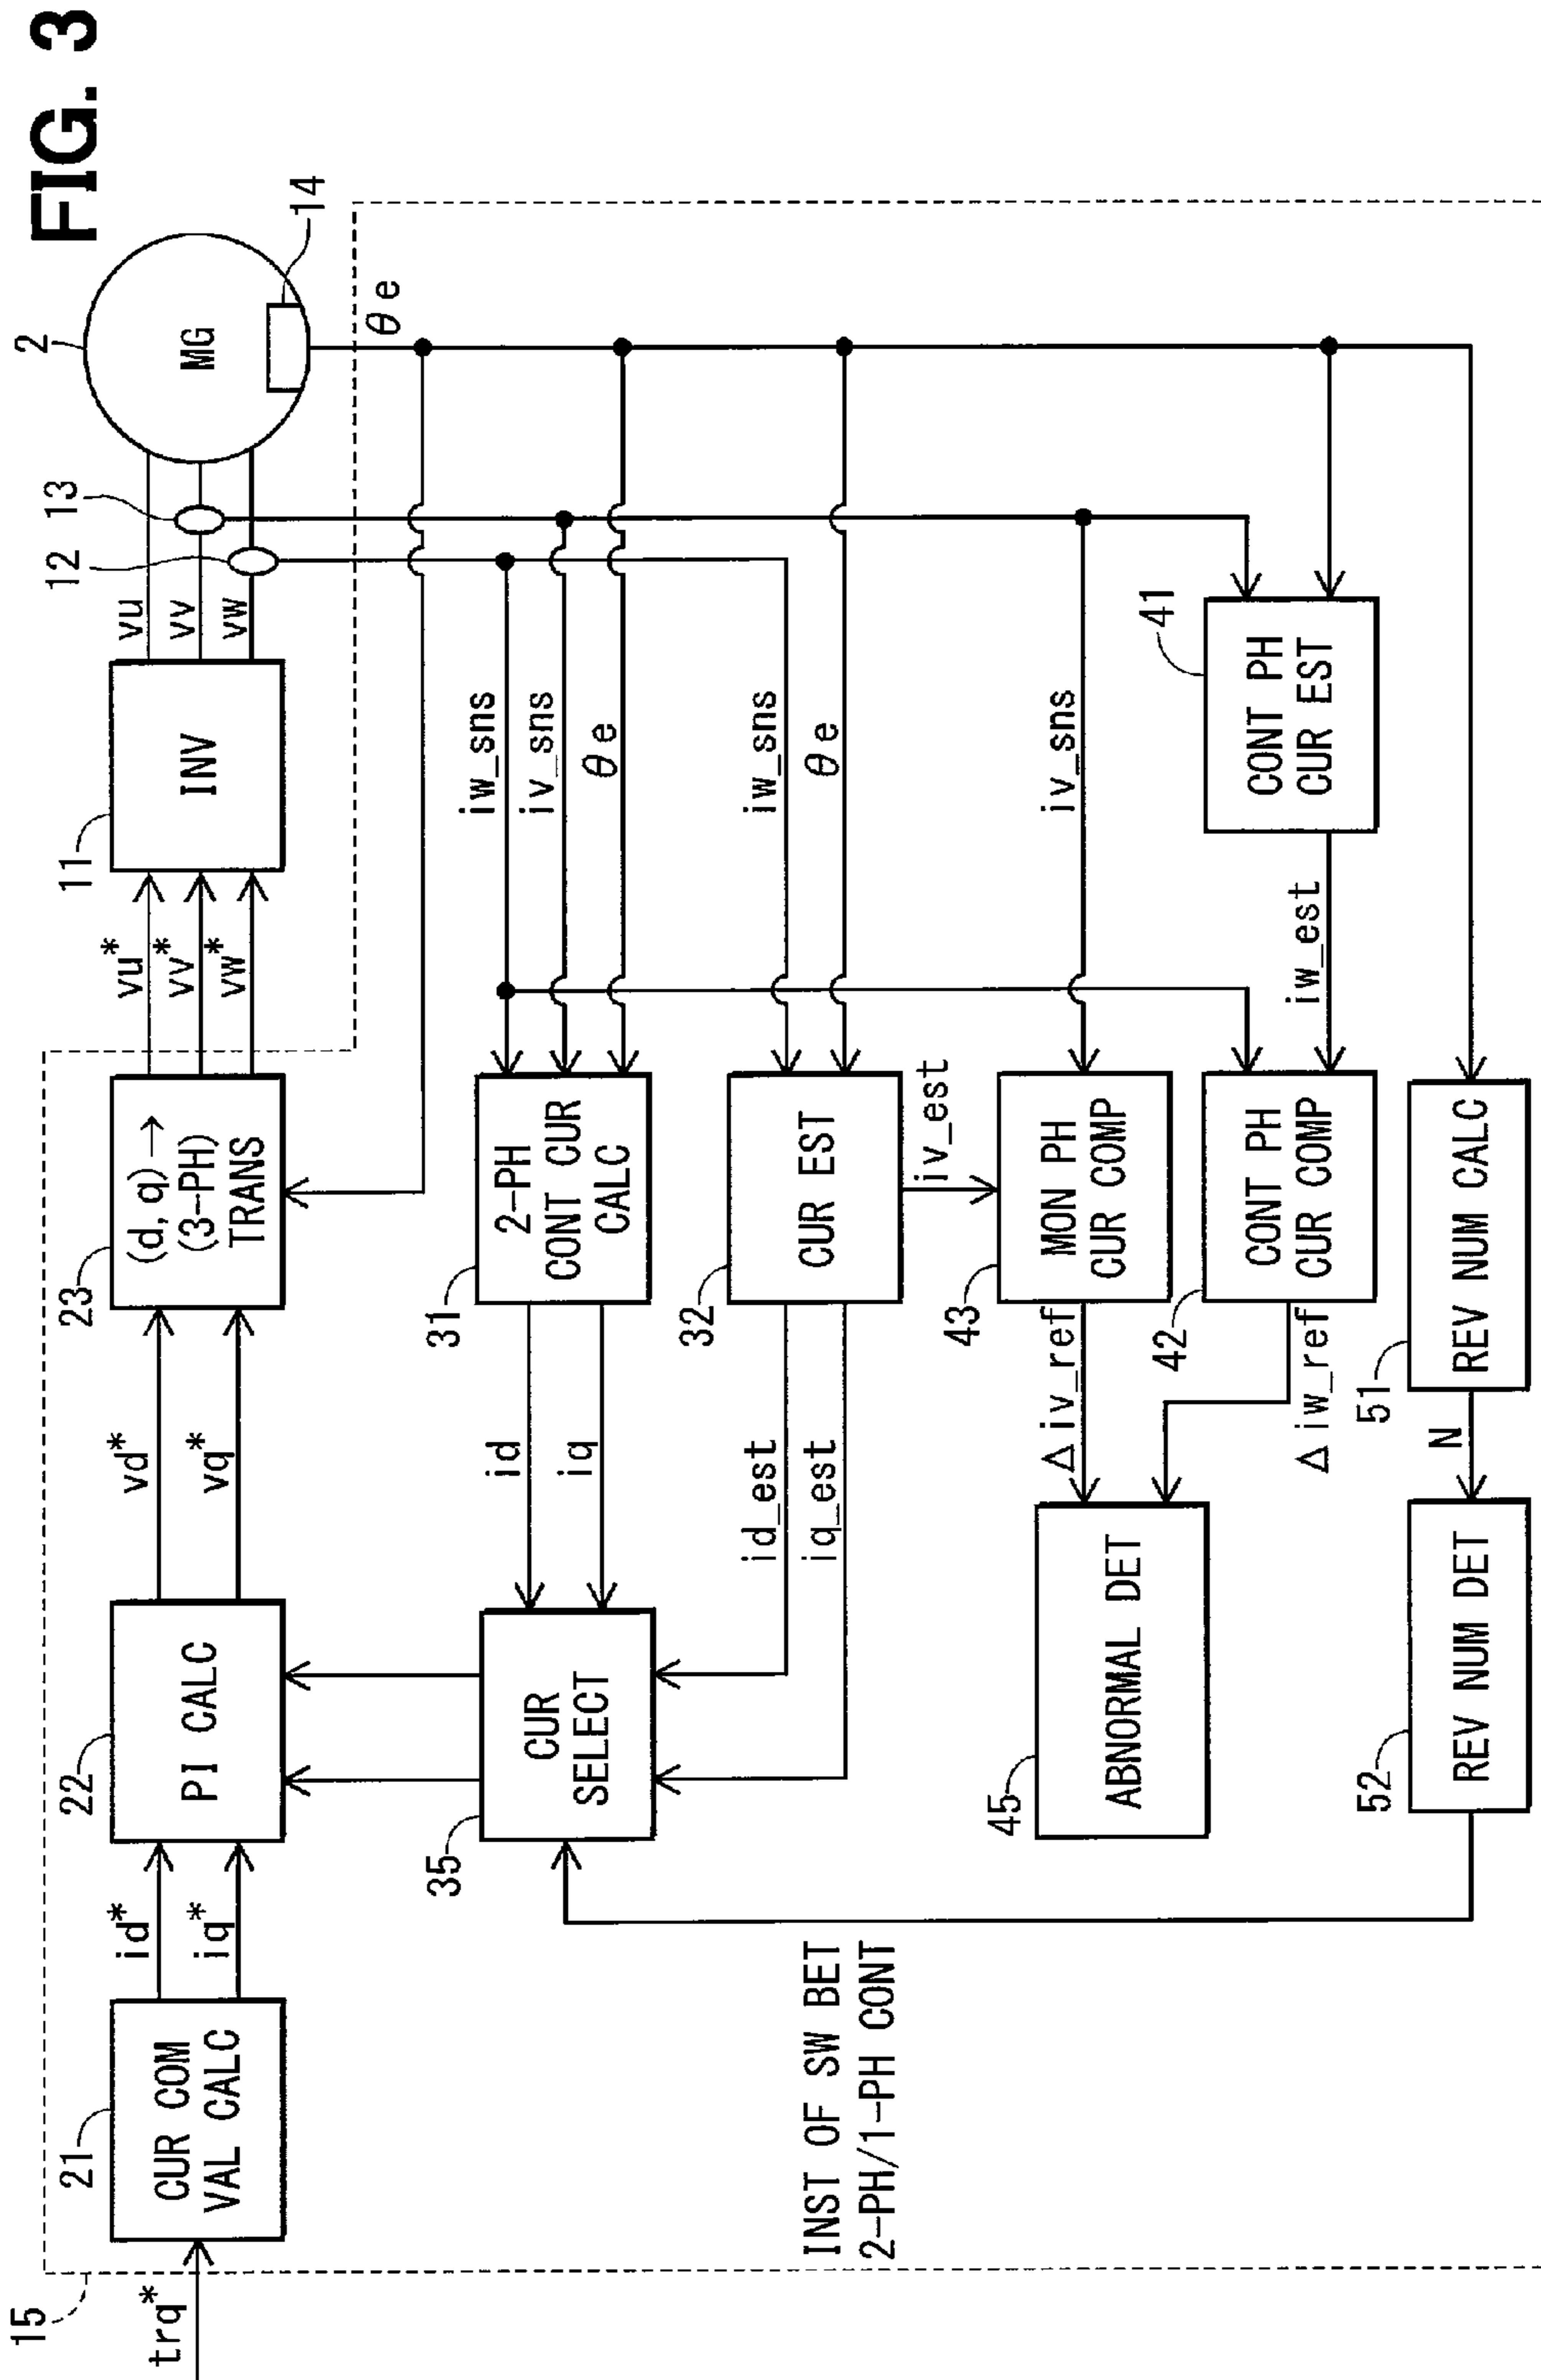 FIG. 3
15
trq*
21
CUR COM
VAL CALC
id*
iq*
22
PI CALC
vd*
vq*
23
(d, q)→
(3-PH)
TRANS
vu*
vv*
vw*
11
INV
vu
vv
vw
12
13
2
MG
14
θe
35
CUR
SELECT
id
iq
31
2-PH
CONT CUR
CALC
iw_sns
iv_sns
θe
id_est
iq_est
32
CUR EST
iw_sns
θe
iv_est
INST OF SW BET
2-PH/1-PH CONT
45
ABNORMAL DET
Δiv_ref
43
MON PH
CUR COMP
iv_sns
Δiw_ref
42
CONT PH
CUR COMP
iw_est
41
CONT PH
CUR EST
52
REV NUM DET
N
51
REV NUM CALC